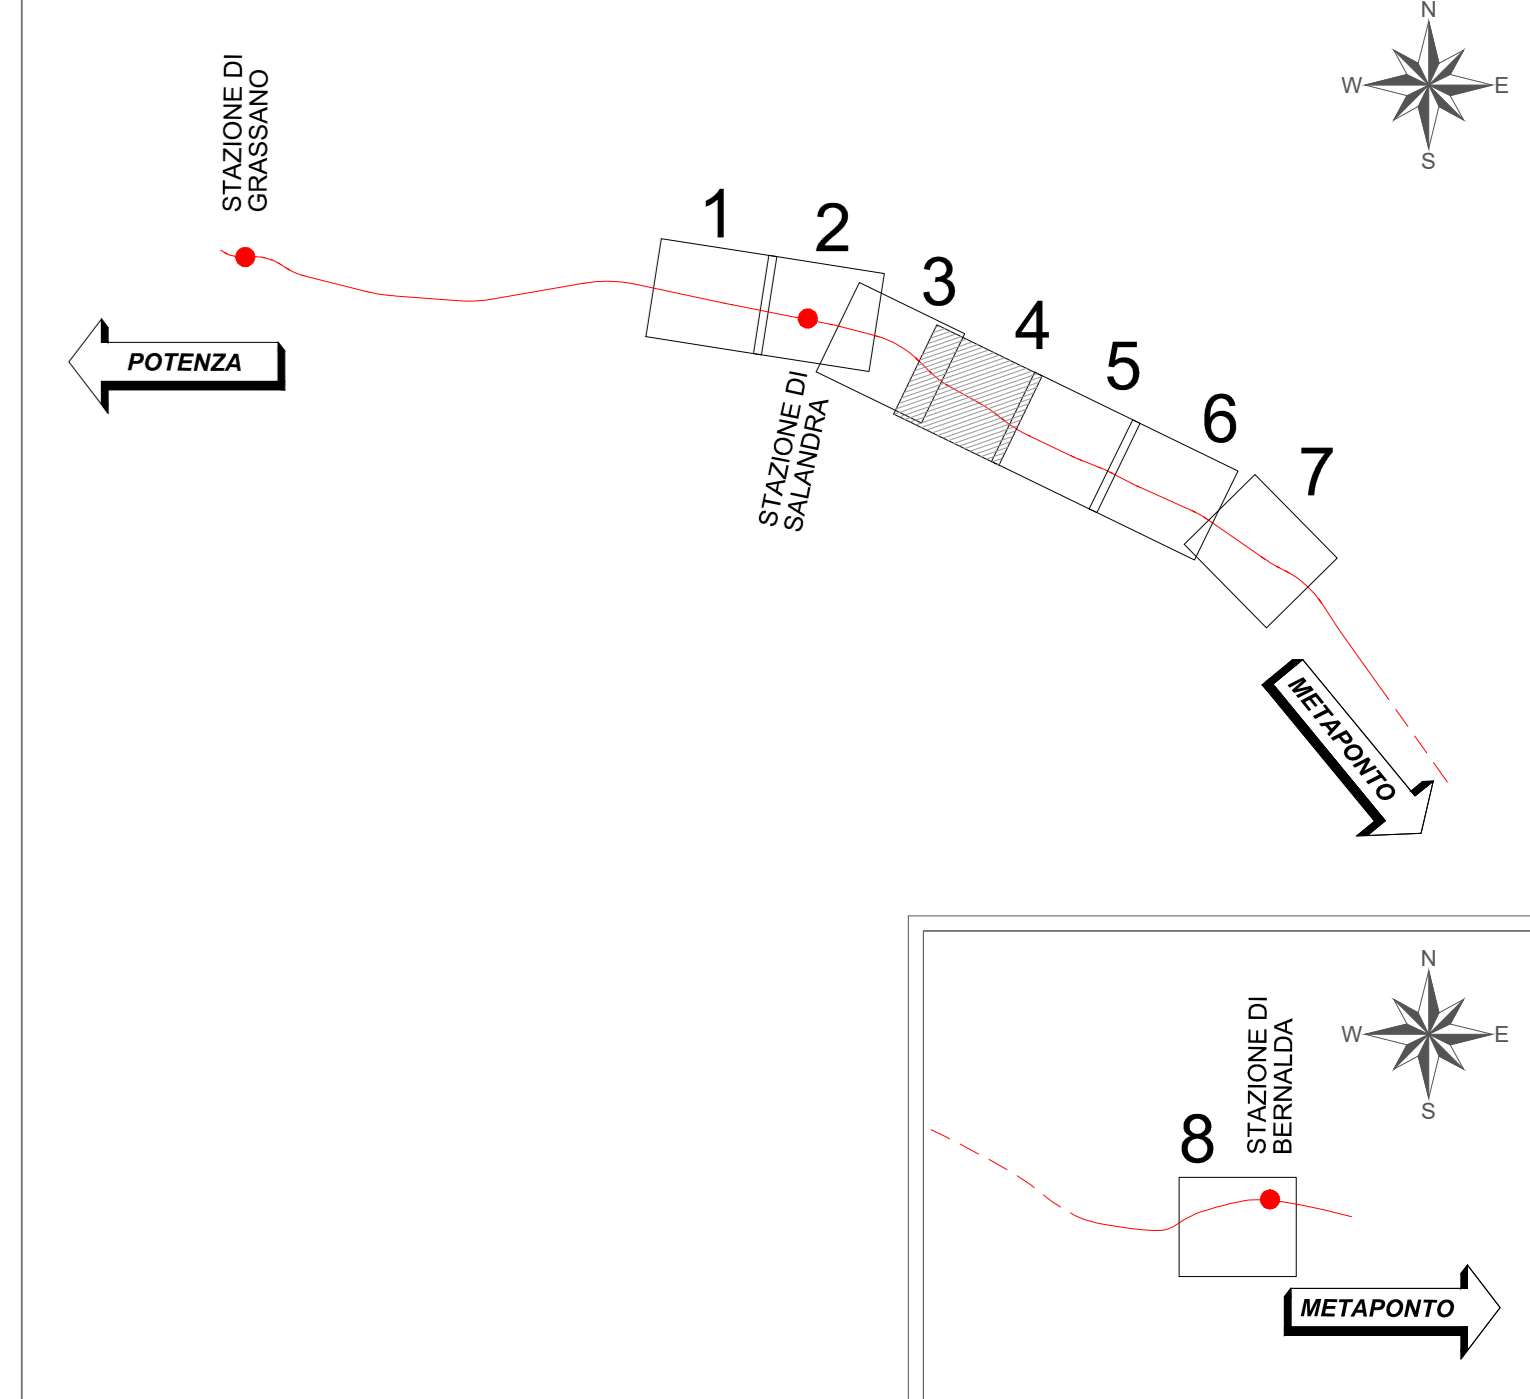 N
W
E
S
STAZIONE DI
GRASSANO
1
2
3
4
5
6
7
POTENZA
STAZIONE DI
SALANDRA
METAPONTO
N
W
E
S
STAZIONE DI
BERNALDA
8
METAPONTO